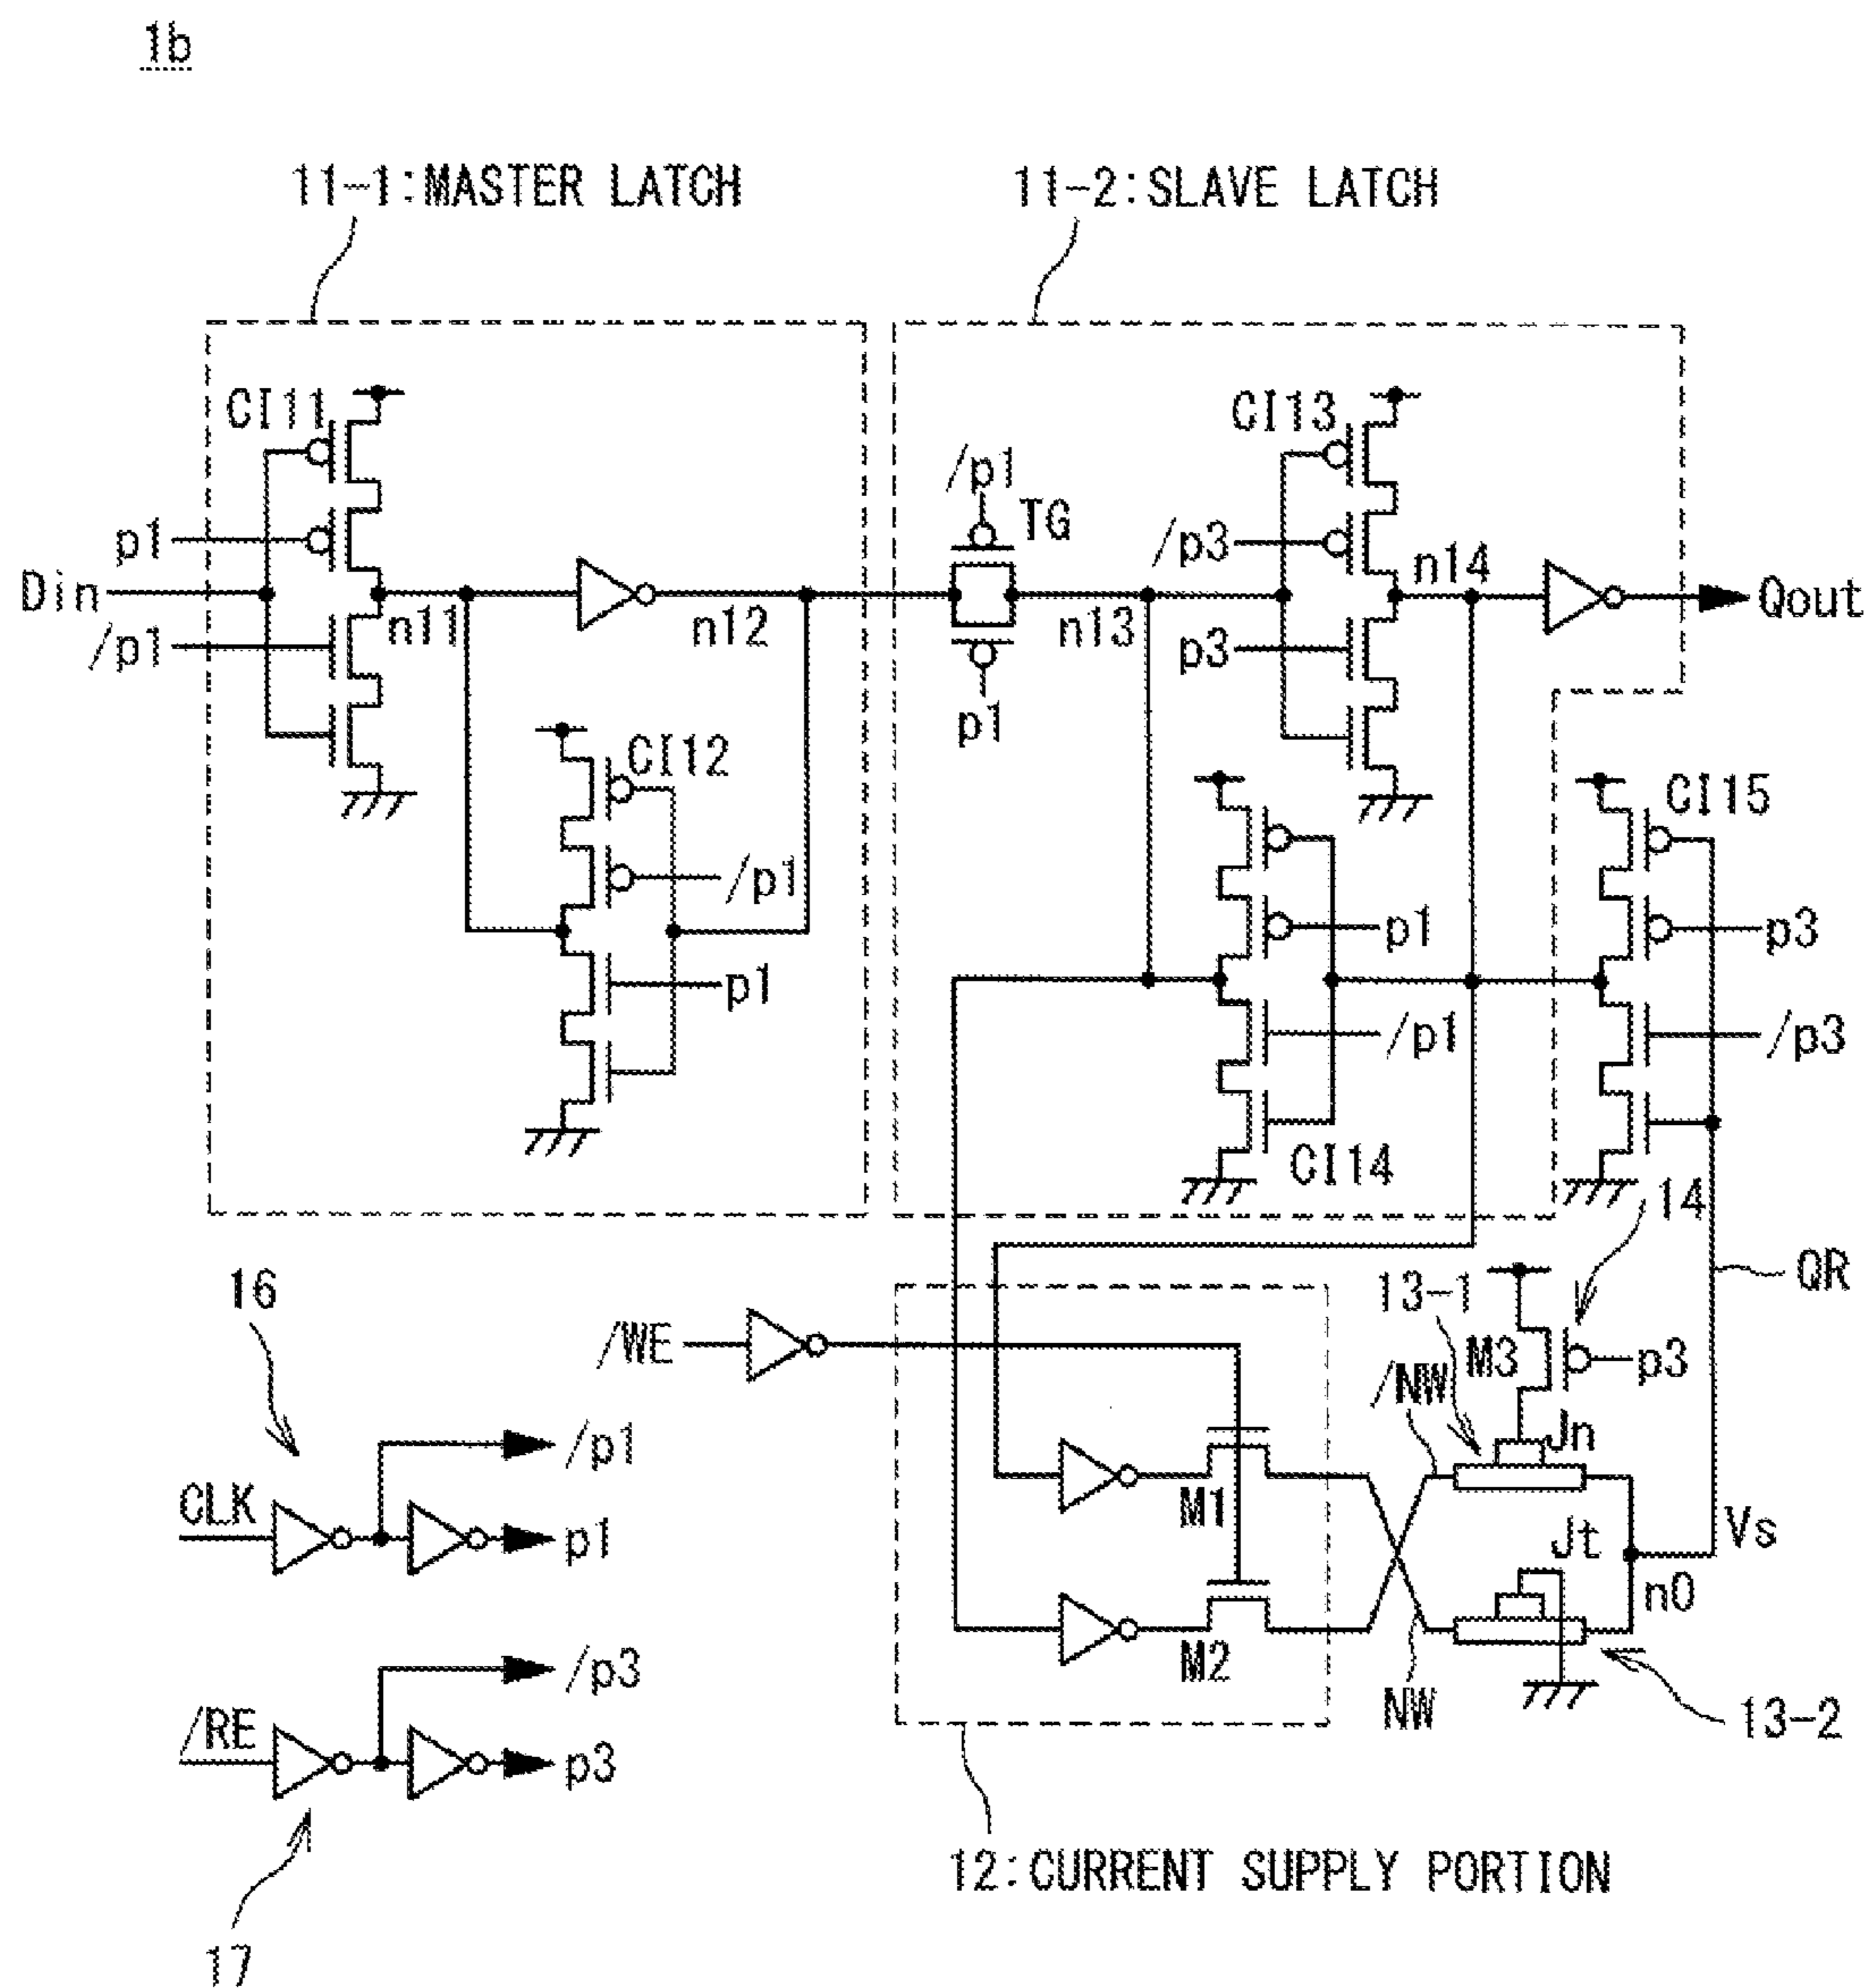 1b
11-1:MASTER LATCH
11-2:SLAVE LATCH
CI11
CI13
/p1
TG
p1
/p3
n14
Din
n11
n12
n13
Qout
/p1
p3
p1
CI12
CI15
/p1
p1
p3
p1
/p1
/p3
CI14
14
16
13-1
QR
/WE
M3
p3
/NW
/p1
Jn
CLK
p1
M1
Jt
Vs
n0
/p3
M2
/RE
NW
13-2
p3
12:CURRENT SUPPLY PORTION
17